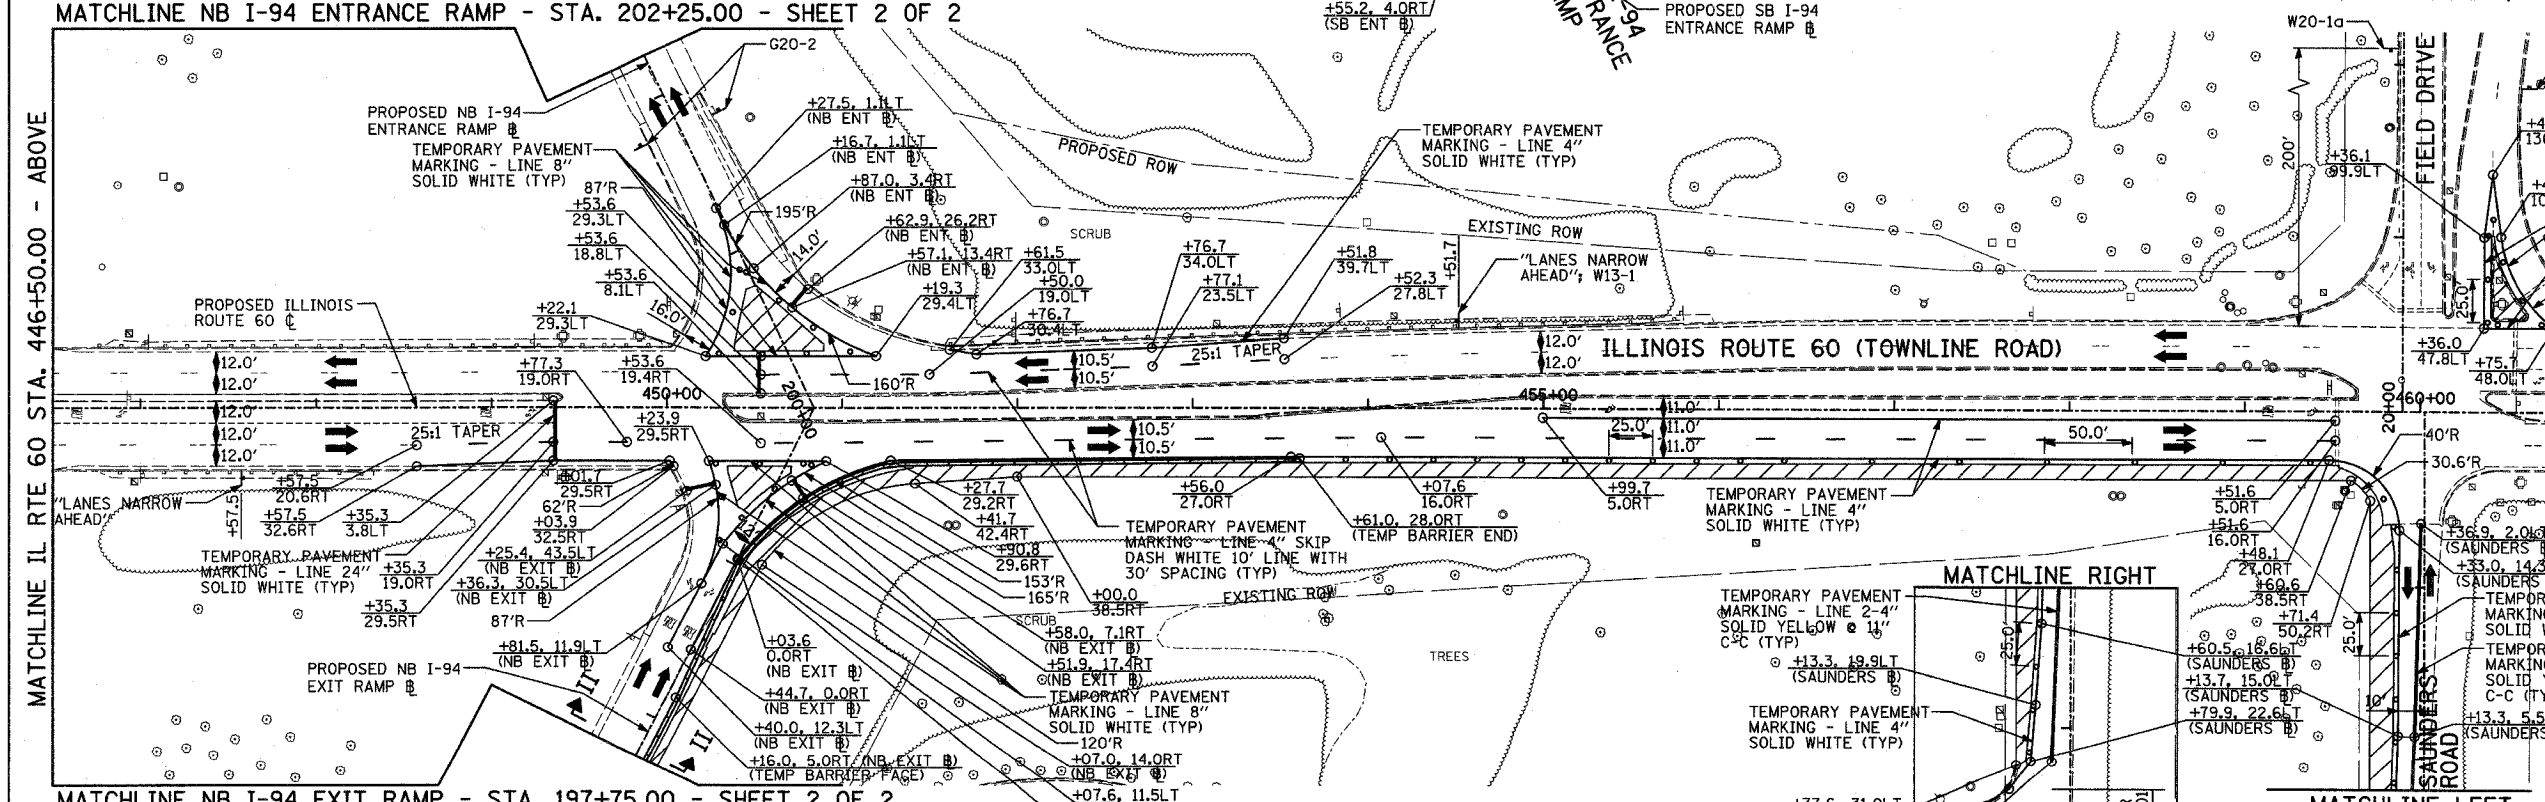 MATCHLINE NB I-94 ENTRANCE RAMP - STA. 202+25.00 - SHEET 2 OF 2
MATCHLINE IL RTE 60 STA. 446+50.00 - ABOVE
+55.2, 4.0RT
(SB ENT ⅊)
PROPOSED SB I-94
ENTRANCE RAMP
W20-1a
FIELD DRIVE
200'
G20-2
PROPOSED NB I-94
ENTRANCE RAMP
TEMPORARY PAVEMENT
MARKING - LINE 8"
SOLID WHITE (TYP)
87'R
+53.6
29.3LT
+53.6
18.8LT
+53.6
8.1LT
16.0'
+22.1
29.3LT
+27.5, 1.1LT
(NB ENT
+16.7, 1.1LT
(NB ENT
+87.0, 3.4RT
(NB ENT
195'R
+62.9, 26.2RT
(NB ENT
14.0'
+57.1, 13.4RT
(NB ENT
+19.3
29.4LT
+61.5
33.0LT
+50.0
19.0LT
+76.7
30.4LT
SCRUB
PROPOSED ROW
TEMPORARY PAVEMENT
MARKING - LINE 4"
SOLID WHITE (TYP)
EXISTING ROW
+76.7
34.0LT
+77.1
23.5LT
+51.8
39.7LT
+52.3
27.8LT
+51.7
"LANES NARROW
AHEAD"; W13-1
+36.1
99.9LT
25.0'
+36.0
47.8LT
+75.7
48.0LT
PROPOSED ILLINOIS
ROUTE 60 ℄
12.0'
12.0'
12.0'
12.0'
12.0'
+77.3
19.0RT
+53.6
19.4RT
25:1 TAPER
160'R
10.5'
10.5'
25:1 TAPER
12.0'
12.0'
ILLINOIS ROUTE 60 (TOWNLINE ROAD)
450+00
200+00
455+00
460+00
20+00
+23.9
29.5RT
25:1 TAPER
10.5'
10.5'
11.0'
11.0'
11.0'
25.0'
50.0'
40'R
30.6'R
"LANES NARROW
AHEAD"
+57.5
+57.5
20.6RT
+57.5
32.6RT
+35.3
3.8LT
TEMPORARY PAVEMENT
MARKING - LINE 24"
SOLID WHITE (TYP)
+35.3
19.0RT
+35.3
29.5RT
+01.7
29.5RT
62'R
+03.9
32.5RT
+25.4, 43.5LT
(NB EXIT
+36.3, 30.5LT
(NB EXIT
87'R
+81.5, 11.9LT
(NB EXIT
PROPOSED NB I-94
EXIT RAMP
+27.7
29.2RT
+41.7
42.4RT
+90.8
29.6RT
153'R
165'R
+00.0
38.5RT
SCRUB
TEMPORARY PAVEMENT
MARKING - LINE 4" SKIP
DASH WHITE 10' LINE WITH
30' SPACING (TYP)
EXISTING ROW
+56.0
27.0RT
+61.0, 28.0RT
(TEMP BARRIER END)
+07.6
16.0RT
+99.7
5.0RT
TEMPORARY PAVEMENT
MARKING - LINE 4"
SOLID WHITE (TYP)
+51.6
5.0RT
+51.6
16.0RT
+48.1
27.0RT
+60.6
38.5RT
+71.4
50.2RT
25.0'
+03.6
0.0RT
(NB EXIT
+44.7, 0.0RT
(NB EXIT
+40.0, 12.3LT
(NB EXIT
+16.0, 5.0RT (NB EXIT
(TEMP BARRIER FACE)
+58.0, 7.1RT
(NB EXIT
+51.9, 17.4RT
(NB EXIT
TEMPORARY PAVEMENT
MARKING - LINE 8"
SOLID WHITE (TYP)
120'R
+07.0, 14.0RT
(NB EXIT
+07.6, 11.5LT
TREES
MATCHLINE RIGHT
TEMPORARY PAVEMENT
MARKING - LINE 2-4"
SOLID YELLOW @ 11"
C-C (TYP)
25.0'
+13.3, 19.9LT
(SAUNDERS
TEMPORARY PAVEMENT
MARKING - LINE 4"
SOLID WHITE (TYP)
+60.5, 16.6LT
(SAUNDERS
+13.7, 15.0LT
(SAUNDERS
+79.9, 22.6LT
(SAUNDERS
10'
SAUNDERS
ROAD
+36.9, 2.0LT
(SAUNDERS
+33.0, 14.3
(SAUNDERS
+13.3, 5.5
(SAUNDERS
MATCHLINE NB I-94 EXIT RAMP - STA. 197+75.00 - SHEET 2 OF 2
MATCHLINE LEFT